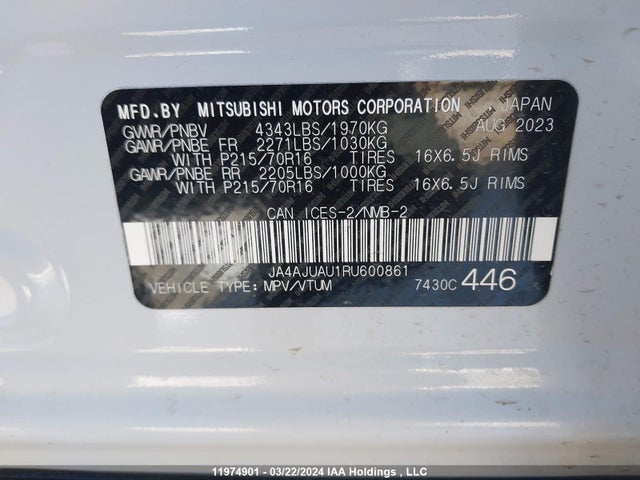 MFD.BY MITSUBISHI MOTORS CORPORATION JAPAN
GVWR/PNBV 4343LBS/1970KG AUG 2023
GAWR/PNBE FR 2271LBS/1030KG
WITH P215/70R16 TIRES 16X6.5J RIMS
GAWR/PNBE RR 2205LBS/1000KG
WITH P215/70R16 TIRES 16X6.5J RIMS
CAN ICES-2/NMB-2
JA4AJUAU1RU600861
VEHICLE TYPE:MPV/VTUM 7430C 446
11974901 - 03/22/2024 IAA Holdings , LLC